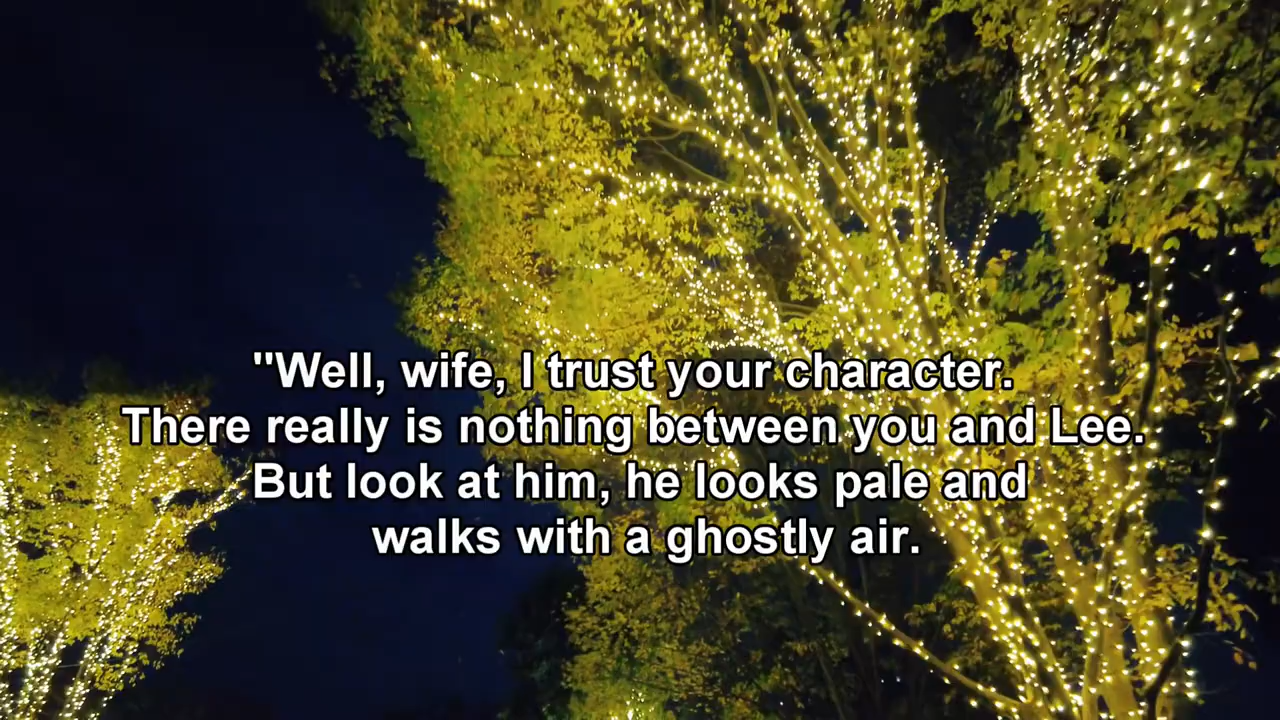 "Well, wife, I trust your character.
There really is nothing between you and Lee.
But look at him, he looks pale and
walks with a ghostly air.